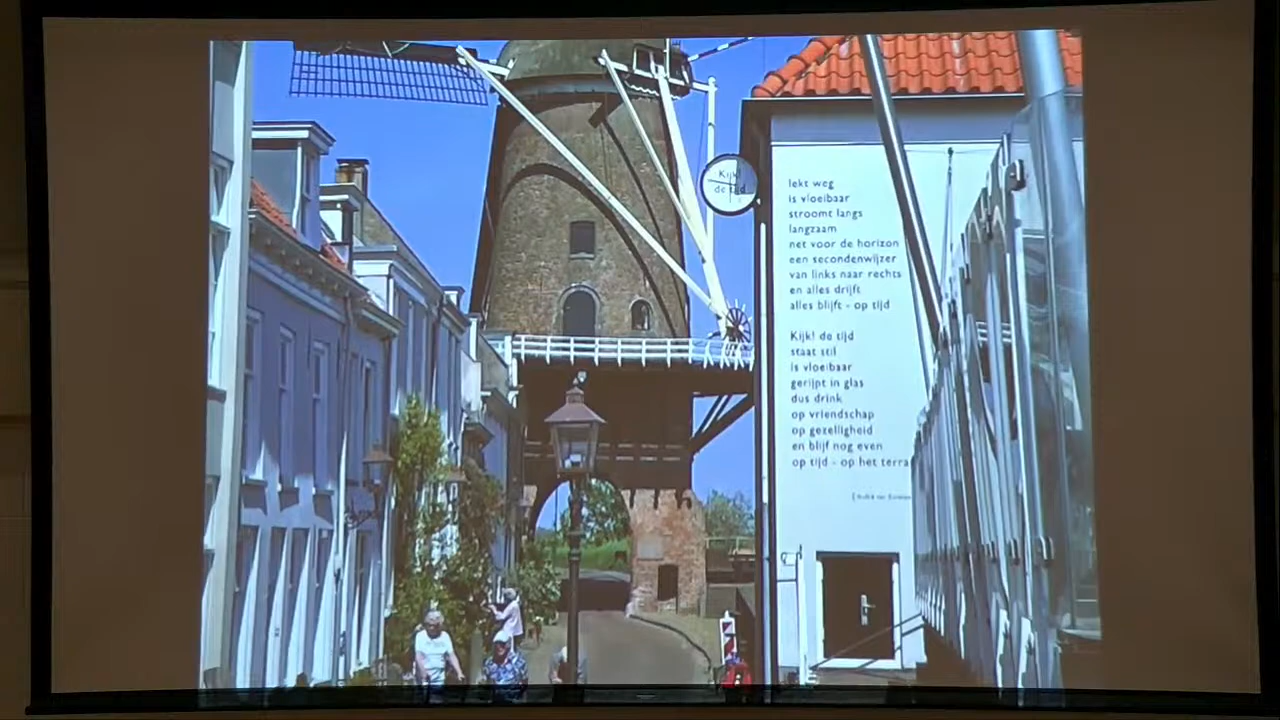 Kijk!
de tijd
lekt weg
is vloeibaar
stroomt langs
langzaam
net voor de horizon
een secondenwijzer
van links naar rechts
en alles drijft
alles blijft - op tijd
Kijk! de tijd
staat stil
is vloeibaar
gerijpt in glas
dus drink
op vriendschap
op gezelligheid
en blijf nog even
op tijd - op het terra